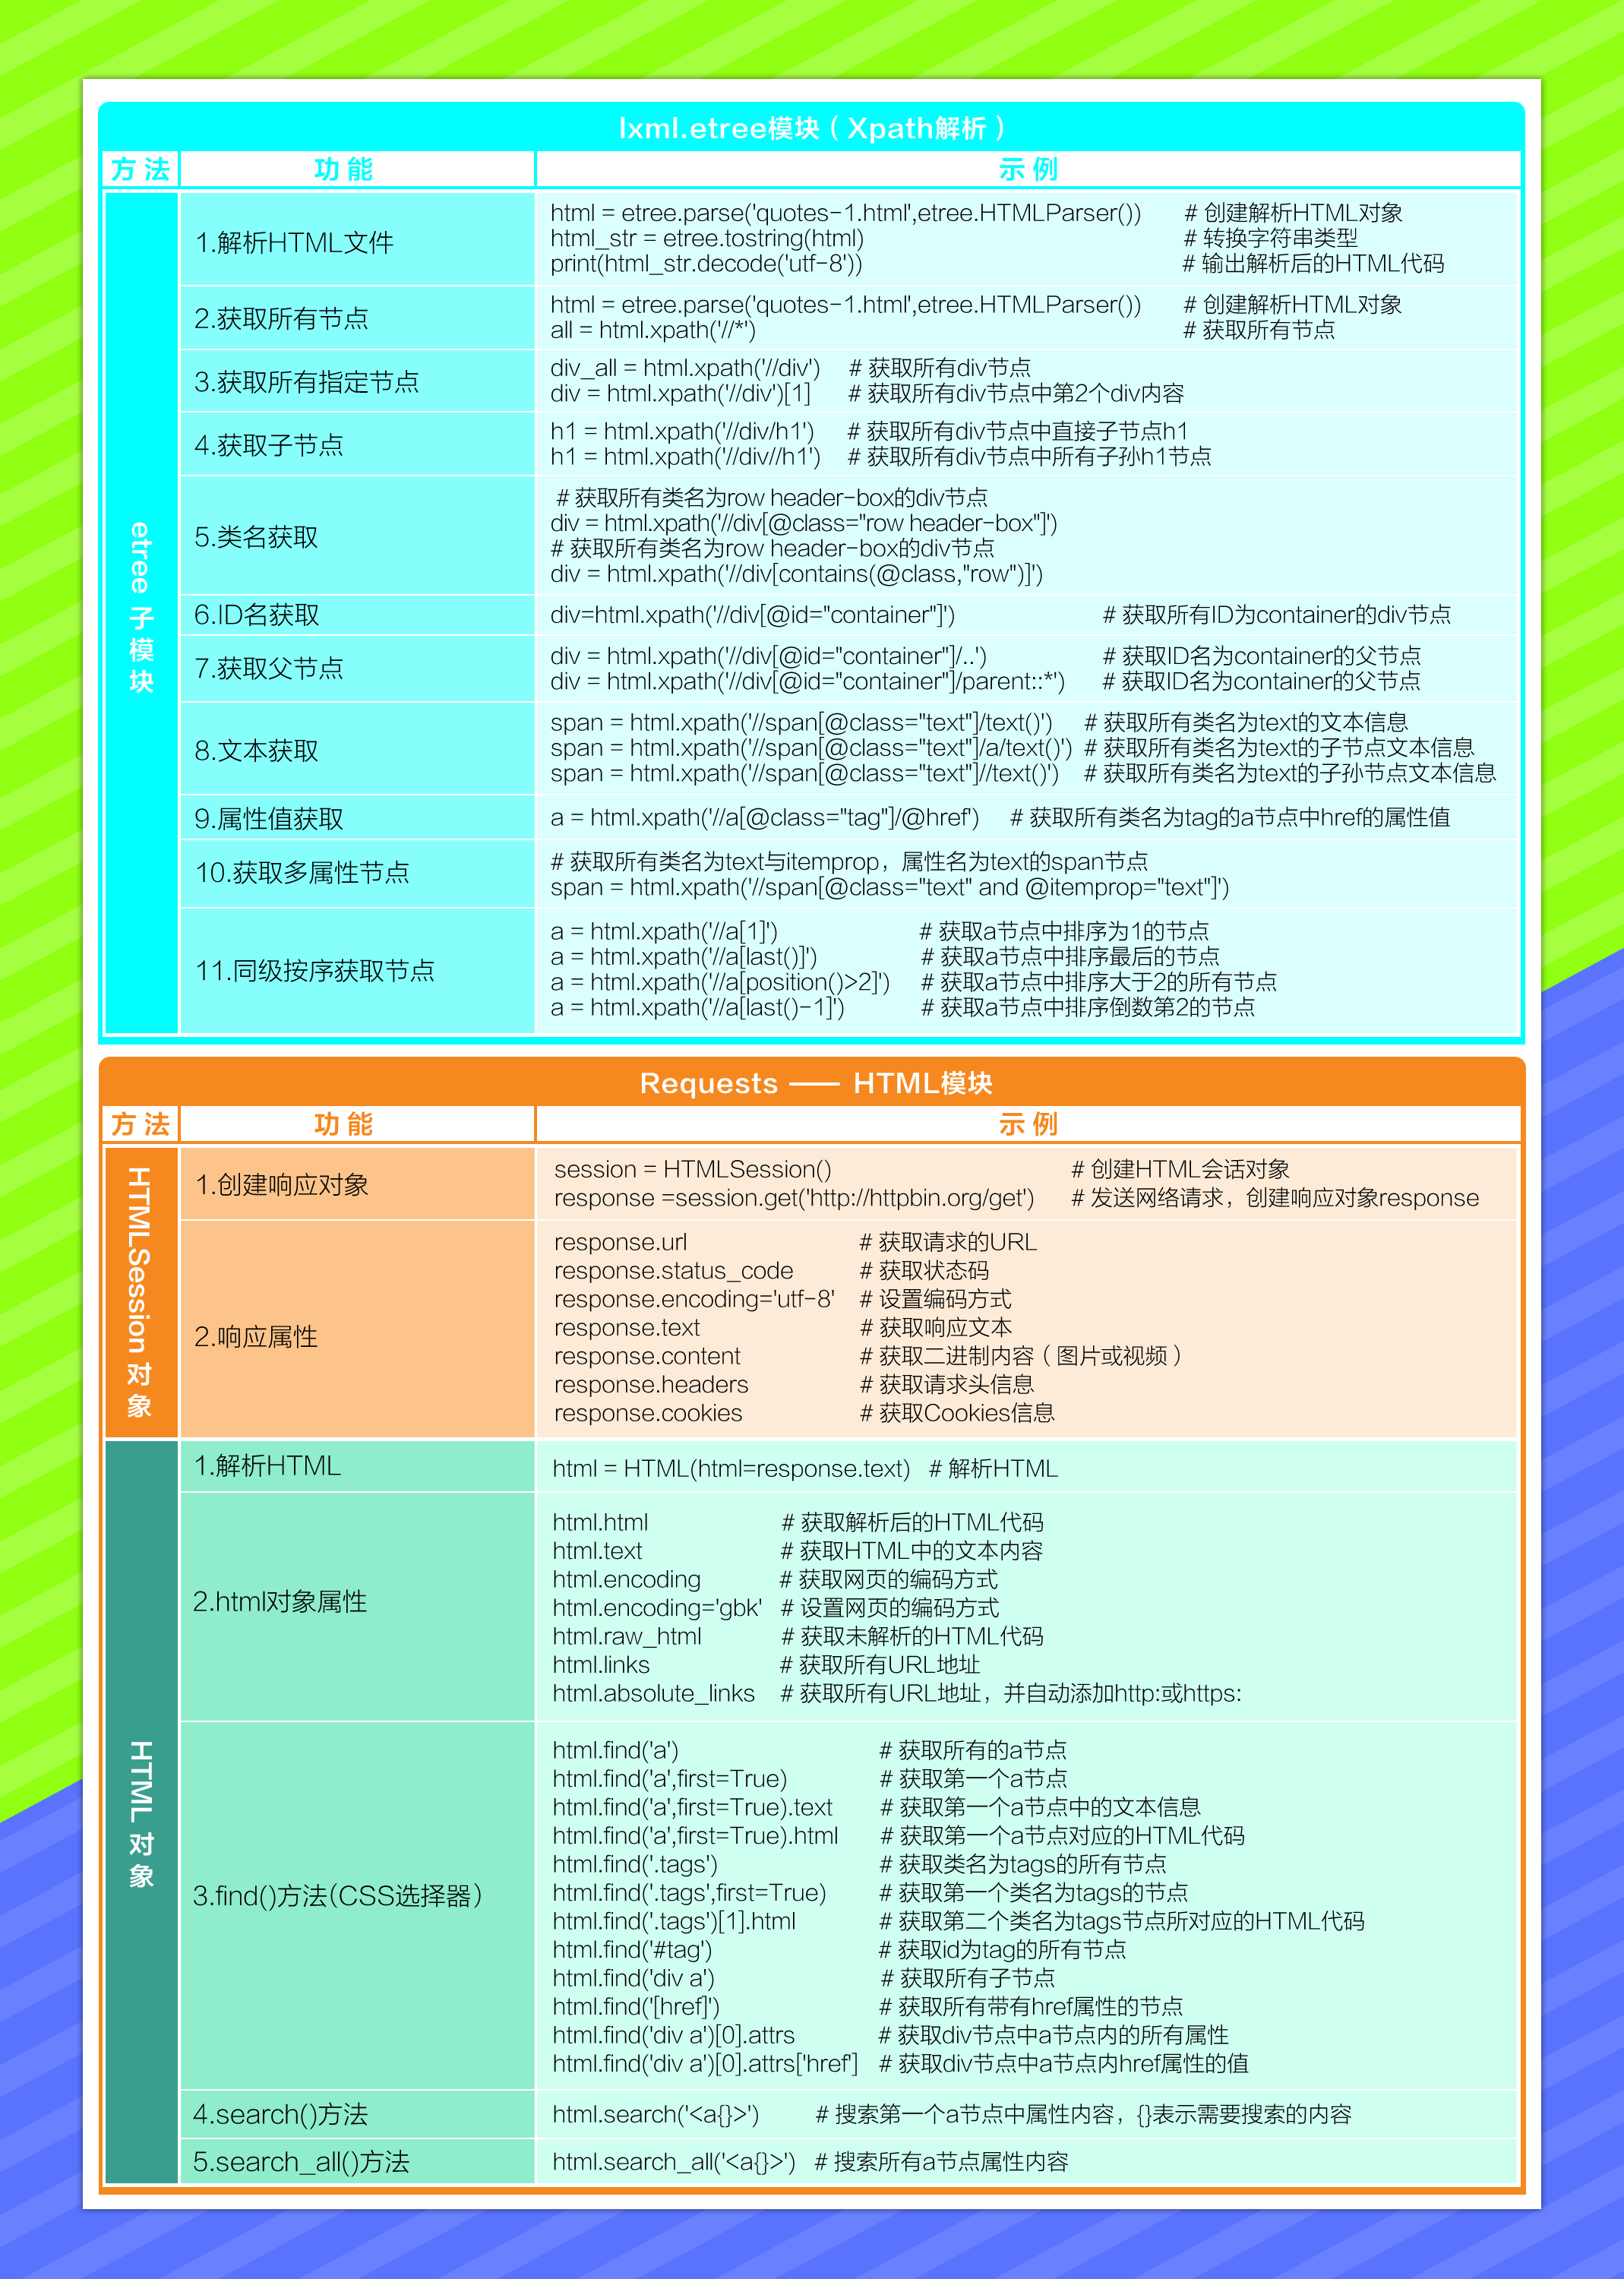 lxml.etree模块（Xpath解析）
方 法 功 能 示 例
etree 子模块
1.解析HTML文件
html = etree.parse('quotes-1.html',etree.HTMLParser()) # 创建解析HTML对象
html_str = etree.tostring(html) # 转换字符串类型
print(html_str.decode('utf-8')) # 输出解析后的HTML代码
2.获取所有节点
html = etree.parse('quotes-1.html',etree.HTMLParser()) # 创建解析HTML对象
all = html.xpath('//*') # 获取所有节点
3.获取所有指定节点
div_all = html.xpath('//div') # 获取所有div节点
div = html.xpath('//div')[1] # 获取所有div节点中第2个div内容
4.获取子节点
h1 = html.xpath('//div/h1') # 获取所有div节点中直接子节点h1
h1 = html.xpath('//div//h1') # 获取所有div节点中所有子孙h1节点
5.类名获取
# 获取所有类名为row header-box的div节点
div = html.xpath('//div[@class="row header-box"]')
# 获取所有类名为row header-box的div节点
div = html.xpath('//div[contains(@class,"row")]')
6.ID名获取
div=html.xpath('//div[@id="container"]') # 获取所有ID为container的div节点
7.获取父节点
div = html.xpath('//div[@id="container"]/..') # 获取ID名为container的父节点
div = html.xpath('//div[@id="container"]/parent::*') # 获取ID名为container的父节点
8.文本获取
span = html.xpath('//span[@class="text"]/text()') # 获取所有类名为text的文本信息
span = html.xpath('//span[@class="text"]/a/text()') # 获取所有类名为text的子节点文本信息
span = html.xpath('//span[@class="text"]//text()') # 获取所有类名为text的子孙节点文本信息
9.属性值获取
a = html.xpath('//a[@class="tag"]/@href') # 获取所有类名为tag的a节点中href的属性值
10.获取多属性节点
# 获取所有类名为text与itemprop，属性名为text的span节点
span = html.xpath('//span[@class="text" and @itemprop="text"]')
11.同级按序获取节点
a = html.xpath('//a[1]') # 获取a节点中排序为1的节点
a = html.xpath('//a[last()]') # 获取a节点中排序最后的节点
a = html.xpath('//a[position()>2]') # 获取a节点中排序大于2的所有节点
a = html.xpath('//a[last()-1]') # 获取a节点中排序倒数第2的节点
Requests —— HTML模块
方 法 功 能 示 例
HTMLSession 对象
1.创建响应对象
session = HTMLSession() # 创建HTML会话对象
response =session.get('http://httpbin.org/get') # 发送网络请求，创建响应对象response
2.响应属性
response.url # 获取请求的URL
response.status_code # 获取状态码
response.encoding='utf-8' # 设置编码方式
response.text # 获取响应文本
response.content # 获取二进制内容（图片或视频）
response.headers # 获取请求头信息
response.cookies # 获取Cookies信息
HTML 对象
1.解析HTML
html = HTML(html=response.text) # 解析HTML
2.html对象属性
html.html # 获取解析后的HTML代码
html.text # 获取HTML中的文本内容
html.encoding # 获取网页的编码方式
html.encoding='gbk' # 设置网页的编码方式
html.raw_html # 获取未解析的HTML代码
html.links # 获取所有URL地址
html.absolute_links # 获取所有URL地址，并自动添加http:或https:
3.find()方法（CSS选择器）
html.find('a') # 获取所有的a节点
html.find('a',first=True) # 获取第一个a节点
html.find('a',first=True).text # 获取第一个a节点中的文本信息
html.find('a',first=True).html # 获取第一个a节点对应的HTML代码
html.find('.tags') # 获取类名为tags的所有节点
html.find('.tags',first=True) # 获取第一个类名为tags的节点
html.find('.tags')[1].html # 获取第二个类名为tags节点所对应的HTML代码
html.find('#tag') # 获取id为tag的所有节点
html.find('div a') # 获取所有子节点
html.find('[href]') # 获取所有带有href属性的节点
html.find('div a')[0].attrs # 获取div节点中a节点内的所有属性
html.find('div a')[0].attrs['href'] # 获取div节点中a节点内href属性的值
4.search()方法
html.search('<a{}>') # 搜索第一个a节点中属性内容，{}表示需要搜索的内容
5.search_all()方法
html.search_all('<a{}>') # 搜索所有a节点属性内容